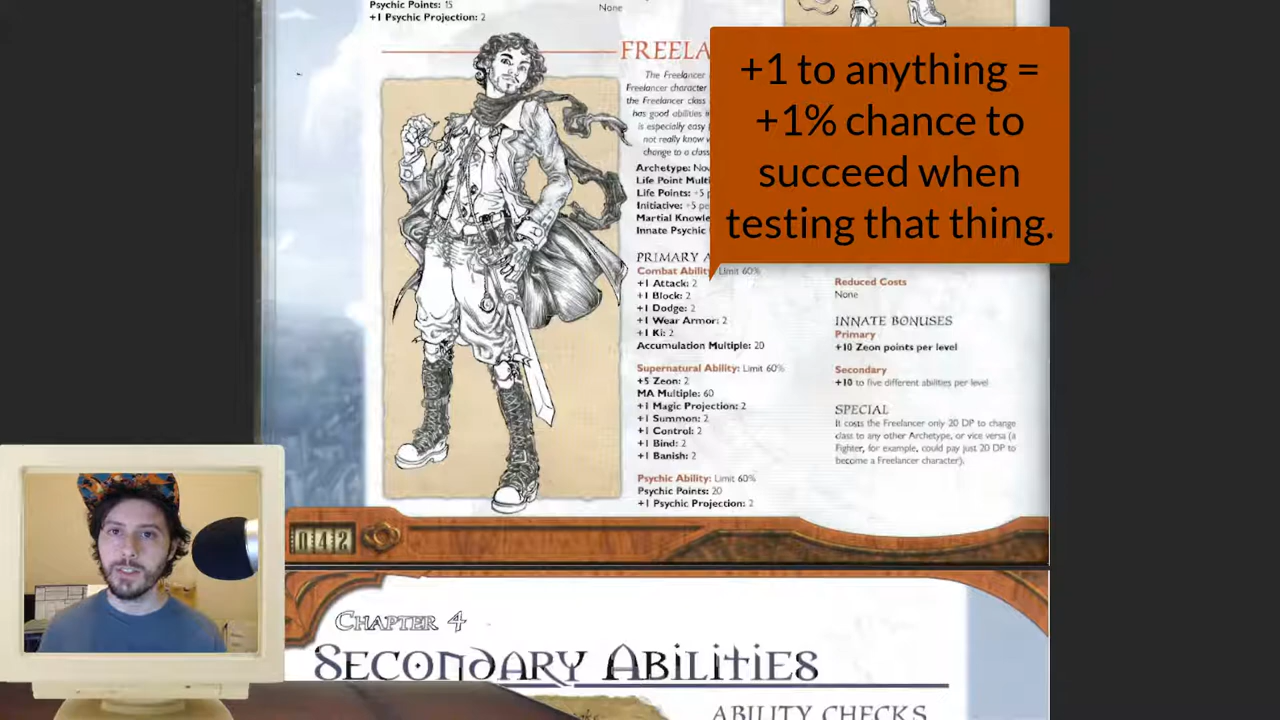 Psychic Points: 15
+1 Psychic Projection: 2
None
FREELA
The Freelancer
Freelancer character
the Freelancer class
has good abilities
is especially easy
not really know
change to a class
Archetype:
Life Point Multi
Life Points: +5
Initiative: +5
Martial Knowle
Innate Psychic
PRIMARY A
Combat Ability Limit 60%
+1 Attack: 2
+1 Block: 2
+1 Dodge: 2
+1 Wear Armor: 2
+1 Ki: 2
Accumulation Multiple: 20
Supernatural Ability: Limit 60%
+5 Zeon: 2
MA Multiple: 60
+1 Magic Projection: 2
+1 Summon: 2
+1 Control: 2
+1 Bind: 2
+1 Banish: 2
Psychic Ability: Limit 60%
Psychic Points: 20
+1 Psychic Projection: 2
+1 to anything =
+1% chance to
succeed when
testing that thing.
Reduced Costs
None
INNATE BONUSES
Primary
+10 Zeon points per level
Secondary
+10 to five different abilities per level
SPECIAL
It costs the Freelancer only 20 DP to change
class to any other Archetype, or vice versa (a
Fighter, for example, could pay just 20 DP to
become a Freelancer character).
042
CHAPTER 4
SECONDARY ABILITIES
ABILITY CHECKS